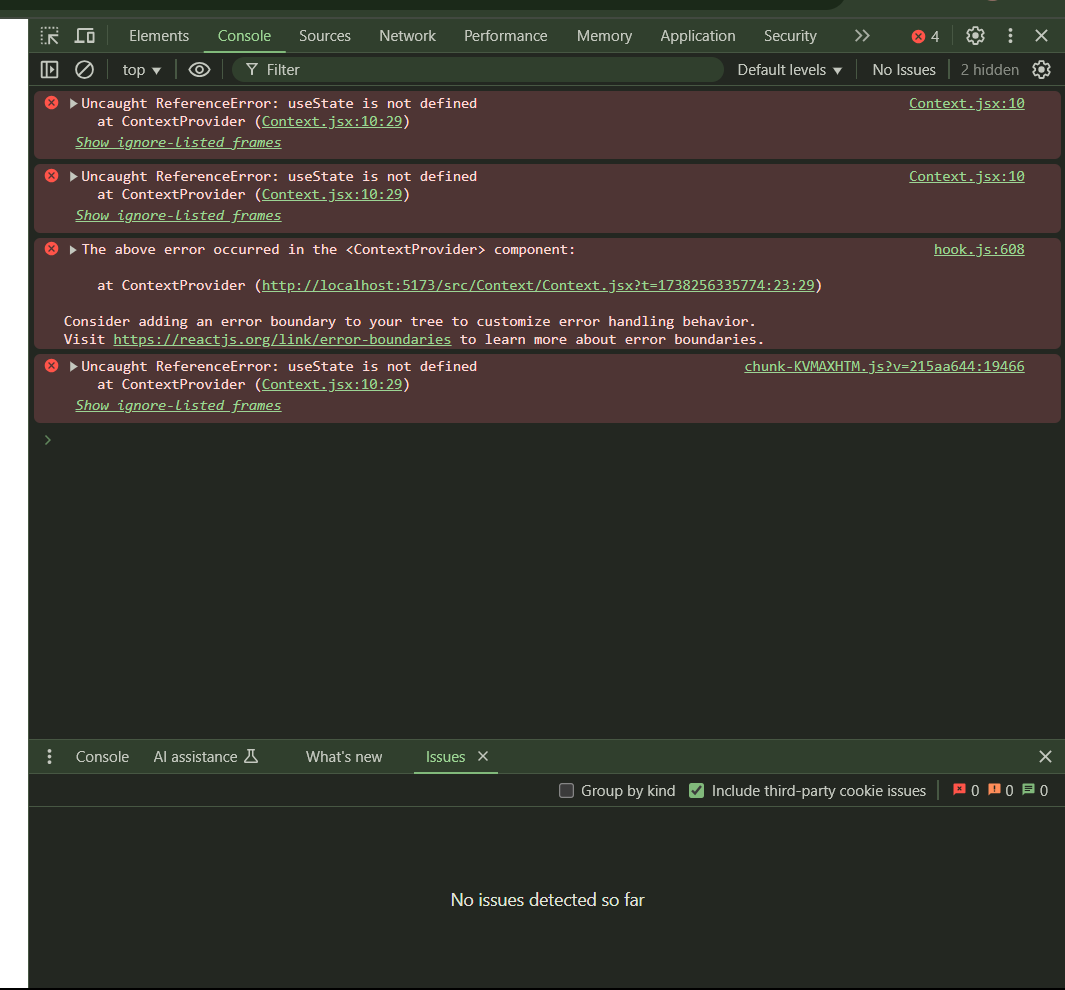 Elements Console Sources Network Performance Memory Application Security 4
top Filter Default levels No Issues 2 hidden
Uncaught ReferenceError: useState is not defined Context.jsx:10
at ContextProvider (Context.jsx:10:29)
Show ignore-listed frames
Uncaught ReferenceError: useState is not defined Context.jsx:10
at ContextProvider (Context.jsx:10:29)
Show ignore-listed frames
The above error occurred in the <ContextProvider> component: hook.js:608
at ContextProvider (http://localhost:5173/src/Context/Context.jsx?t=1738256335774:23:29)
Consider adding an error boundary to your tree to customize error handling behavior.
Visit https://reactjs.org/link/error-boundaries to learn more about error boundaries.
Uncaught ReferenceError: useState is not defined chunk-KVMAXHTM.js?v=215aa644:19466
at ContextProvider (Context.jsx:10:29)
Show ignore-listed frames
Console AI assistance What's new Issues
Group by kind Include third-party cookie issues 0 0 0
No issues detected so far